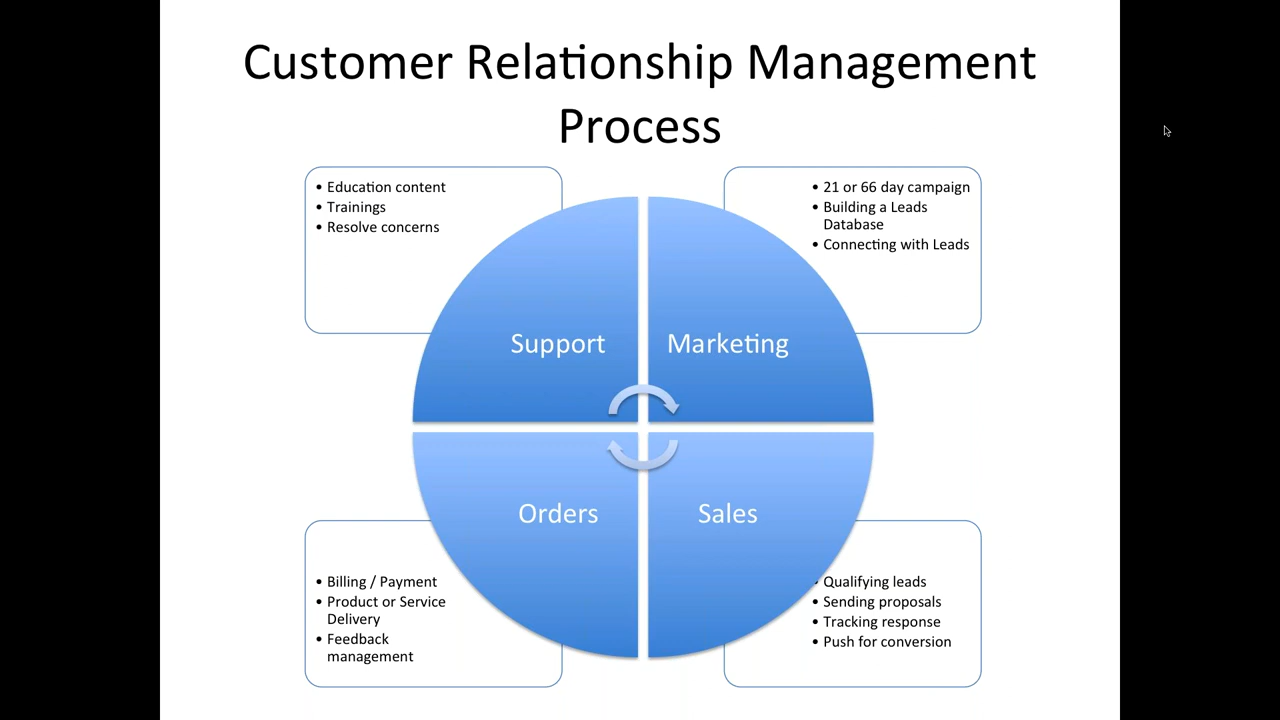 Customer Relationship Management
Process
• Education content
• Trainings
• Resolve concerns
• 21 or 66 day campaign
• Building a Leads
Database
• Connecting with Leads
Support
Marketing
Orders
Sales
• Billing / Payment
• Product or Service
Delivery
• Feedback
management
• Qualifying leads
• Sending proposals
• Tracking response
• Push for conversion